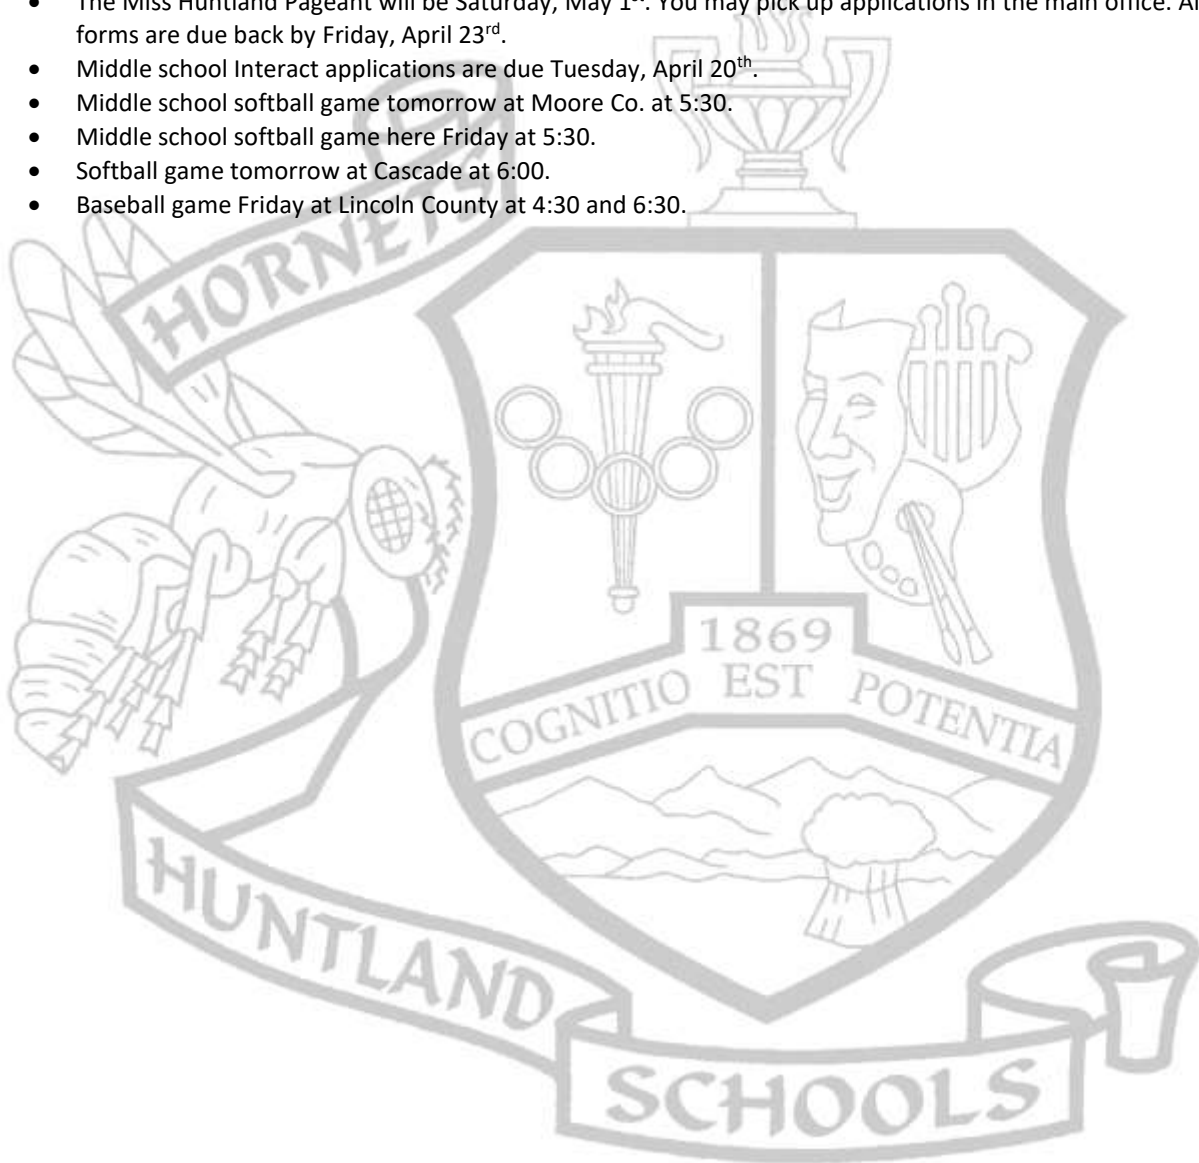 • The Miss Huntland Pageant will be Saturday, May 1st. You may pick up applications in the main office. All
forms are due back by Friday, April 23rd.
• Middle school Interact applications are due Tuesday, April 20th.
• Middle school softball game tomorrow at Moore Co. at 5:30.
• Middle school softball game here Friday at 5:30.
• Softball game tomorrow at Cascade at 6:00.
• Baseball game Friday at Lincoln County at 4:30 and 6:30.
HORNETS
1869
COGNITIO EST POTENTIA
HUNTLAND
SCHOOLS